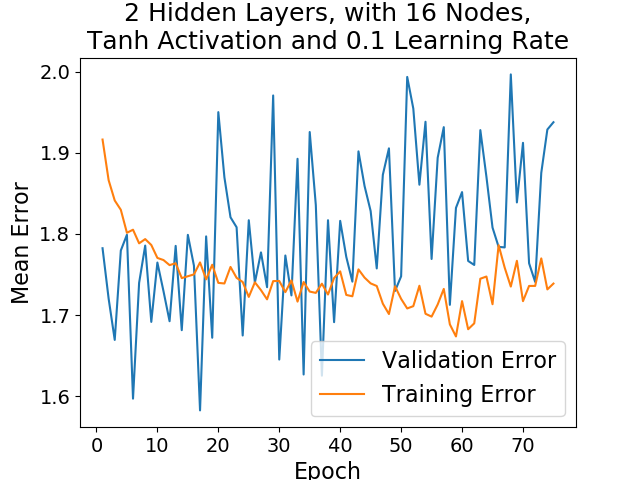 2 Hidden Layers, with 16 Nodes,
Tanh Activation and 0.1 Learning Rate
2.0
1.9
1.8
1.7
1.6
Mean Error
Validation Error
Training Error
0 10 20 30 40 50 60 70
Epoch